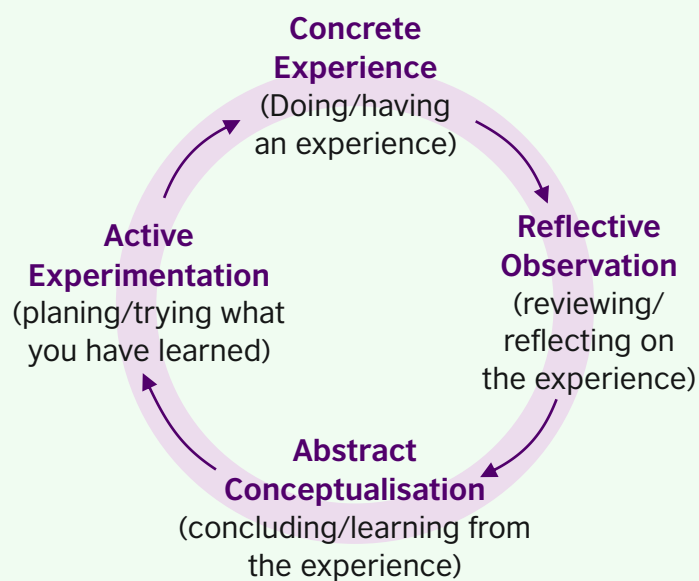 Concrete
Experience
(Doing/having
an experience)
Reflective
Observation
(reviewing/
reflecting on
the experience)
Abstract
Conceptualisation
(concluding/learning from
the experience)
Active
Experimentation
(planing/trying what
you have learned)